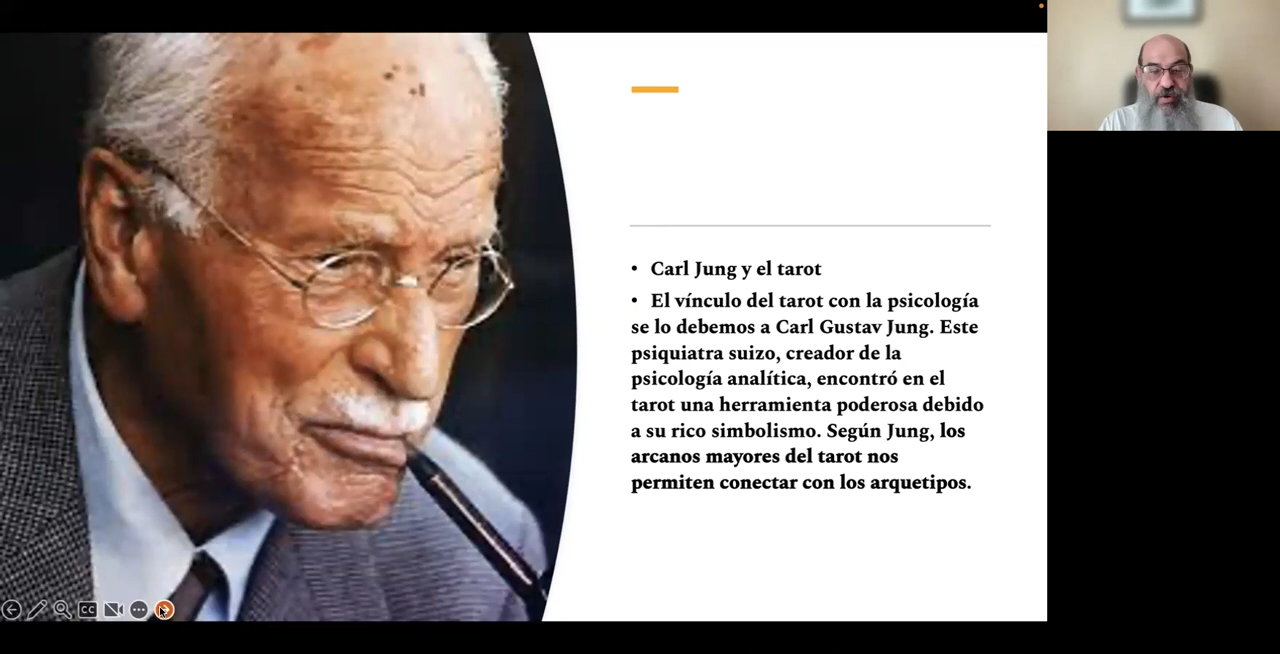 • Carl Jung y el tarot
• El vínculo del tarot con la psicología
se lo debemos a Carl Gustav Jung. Este
psiquiatra suizo, creador de la
psicología analítica, encontró en el
tarot una herramienta poderosa debido
a su rico simbolismo. Según Jung, los
arcanos mayores del tarot nos
permiten conectar con los arquetipos.
CC